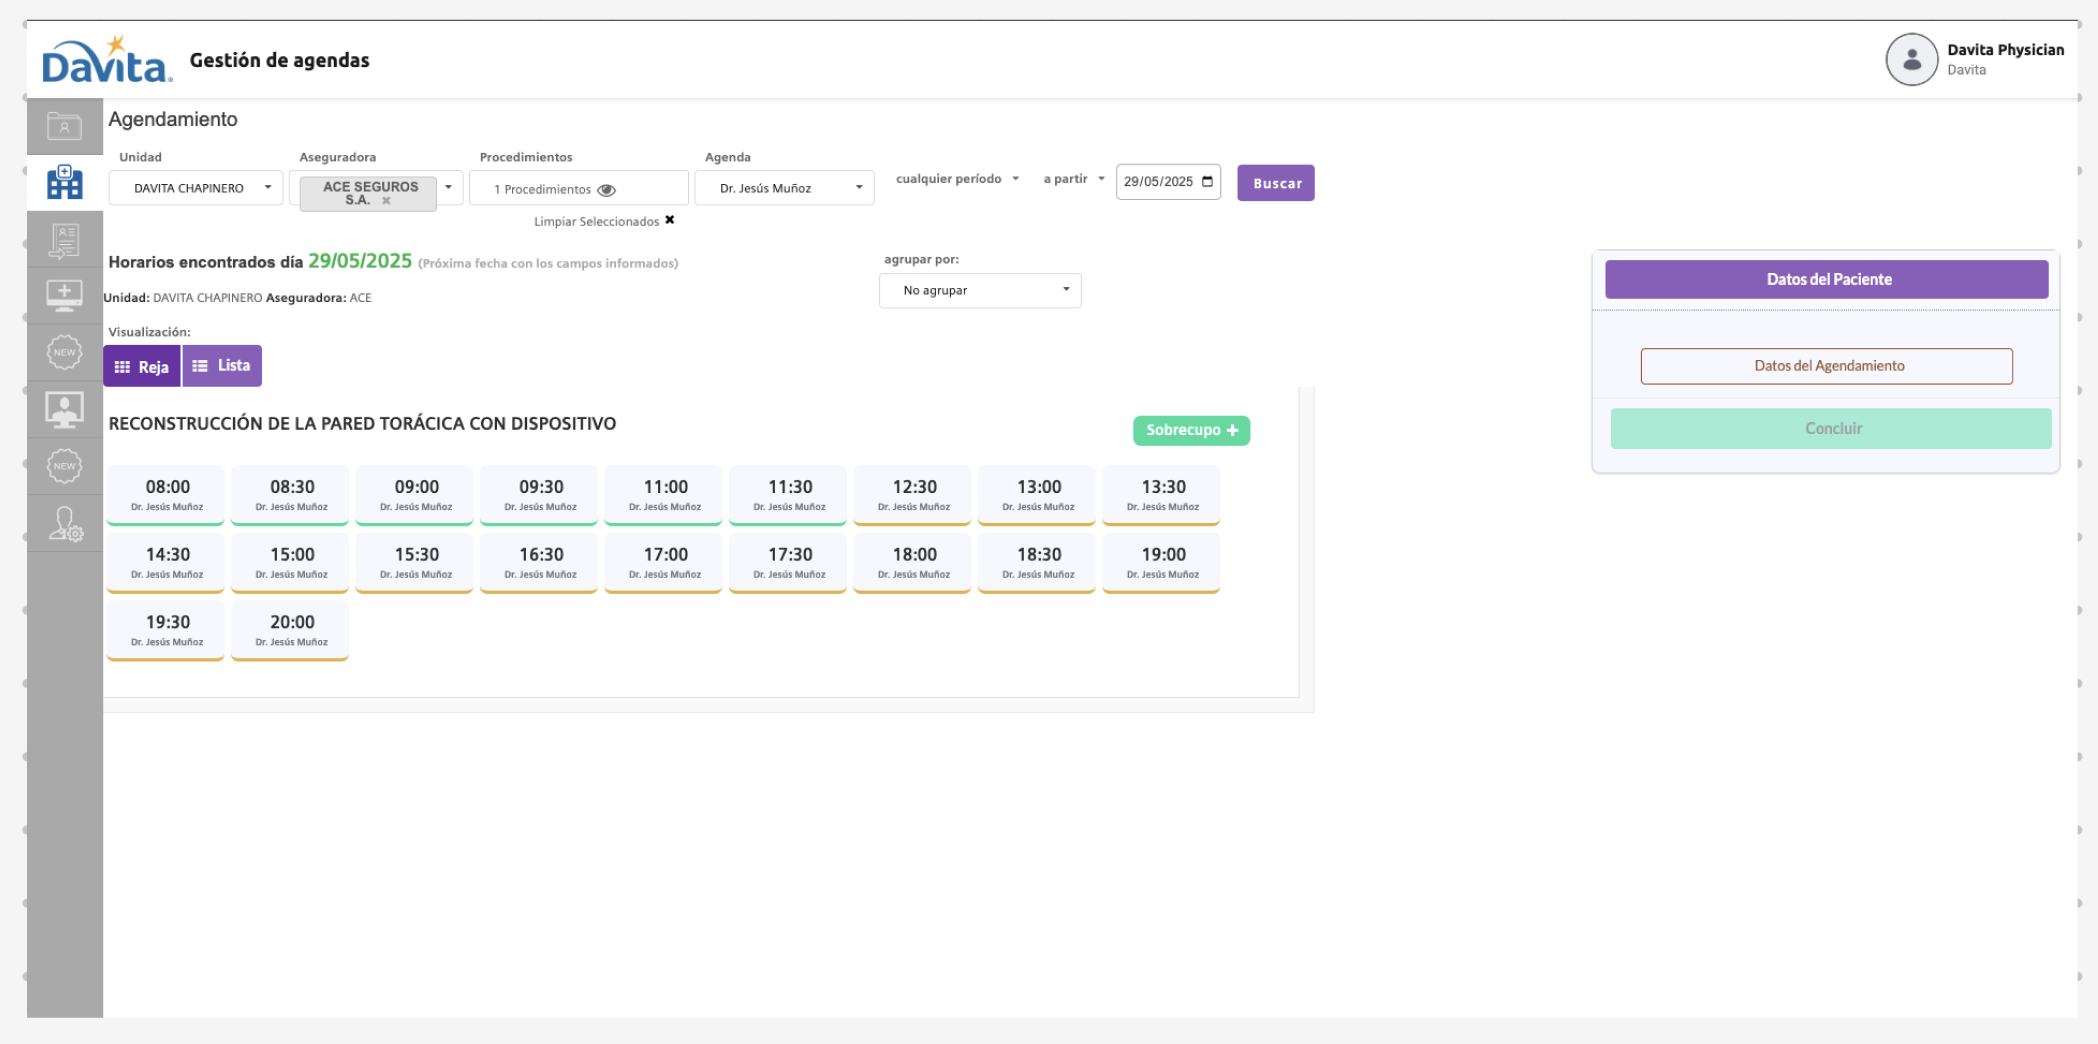 DaVita® Gestión de agendas
Davita Physician
Davita
Agendamiento
Unidad Aseguradora Procedimientos Agenda
DAVITA CHAPINERO
ACE SEGUROS
S.A. ×
1 Procedimientos
Dr. Jesús Muñoz
cualquier período a partir 29/05/2025 Buscar
Limpiar Seleccionados ✖
Horarios encontrados día 29/05/2025 (Próxima fecha con los campos informados)
agrupar por:
No agrupar
Unidad: DAVITA CHAPINERO Aseguradora: ACE
Visualización:
Reja Lista
Datos del Paciente
Datos del Agendamiento
Concluir
NEW
NEW
RECONSTRUCCIÓN DE LA PARED TORÁCICA CON DISPOSITIVO
Sobrecupo +
08:00 08:30 09:00 09:30 11:00 11:30 12:30 13:00 13:30
Dr. Jesús Muñoz Dr. Jesús Muñoz Dr. Jesús Muñoz Dr. Jesús Muñoz Dr. Jesús Muñoz Dr. Jesús Muñoz Dr. Jesús Muñoz Dr. Jesús Muñoz Dr. Jesús Muñoz
14:30 15:00 15:30 16:30 17:00 17:30 18:00 18:30 19:00
Dr. Jesús Muñoz Dr. Jesús Muñoz Dr. Jesús Muñoz Dr. Jesús Muñoz Dr. Jesús Muñoz Dr. Jesús Muñoz Dr. Jesús Muñoz Dr. Jesús Muñoz Dr. Jesús Muñoz
19:30 20:00
Dr. Jesús Muñoz Dr. Jesús Muñoz